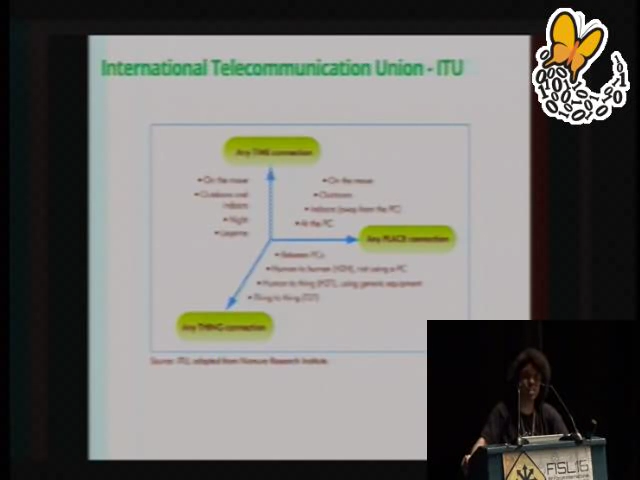 International Telecommunication Union - ITU
Any TIME connection
• On the move
• Outdoors and
indoors
• Night
• Daytime
• On the move
• Outdoors
• Indoors (away from the PC)
• At the PC
Any PLACE connection
• Between PCs
• Human to human (H2H), not using a PC
• Human to thing (H2T), using generic equipment
• Thing to thing (T2T)
Any THING connection
Source: ITU, adapted from Nomura Research Institute.
FISL16